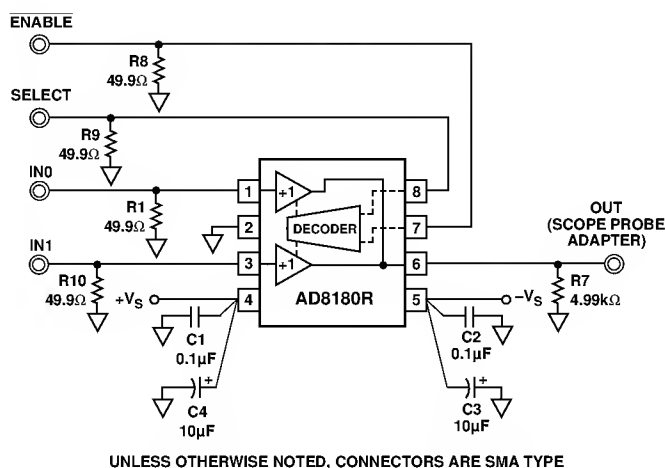 ENABLE
R8
49.9Ω
SELECT
R9
49.9Ω
IN0
R1
49.9Ω
IN1
R10
49.9Ω
1
+1
8
2
DECODER
7
3
+1
6
4
AD8180R
5
OUT
(SCOPE PROBE
ADAPTER)
R7
4.99kΩ
+VS
C1
0.1µF
C4
+
10µF
–VS
C2
0.1µF
C3
+
10µF
UNLESS OTHERWISE NOTED, CONNECTORS ARE SMA TYPE